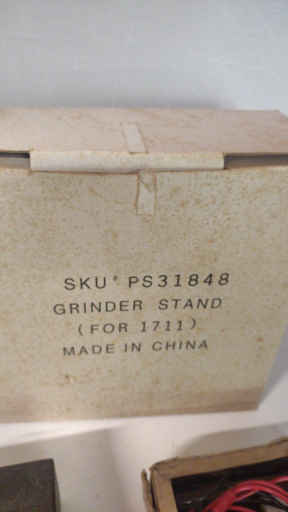 SKU° PS31848
GRINDER STAND
(FOR 1711)
MADE IN CHINA